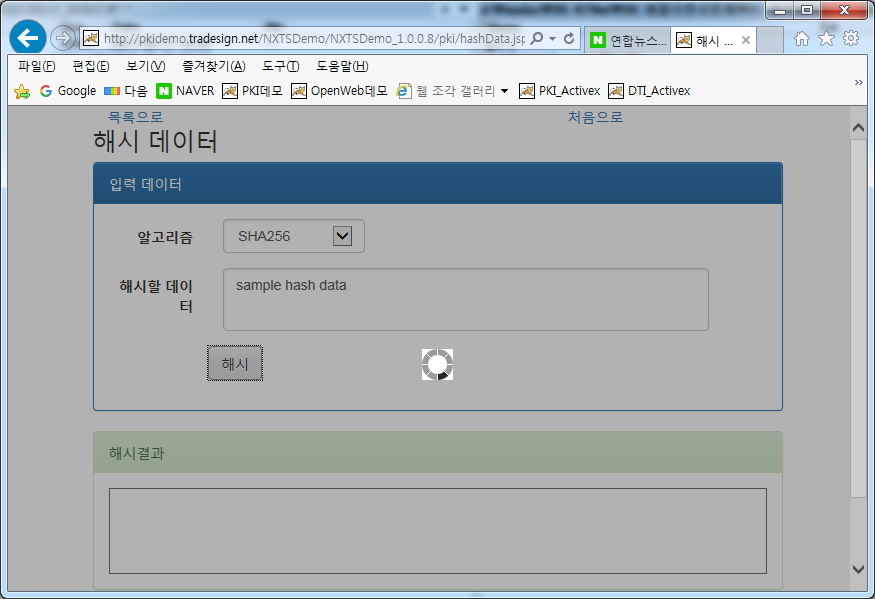 http://pkidemo.tradesign.net/NXTSDemo/NXTSDemo_1.0.0.8/pki/hashData.jsp
연합뉴스...
해시 ...
파일(F) 편집(E) 보기(V) 즐겨찾기(A) 도구(T) 도움말(H)
Google 다음 NAVER PKI데모 OpenWeb데모 웹 조각 갤러리 PKI_Activex DTI_Activex
목록으로 처음으로
해시 데이터
입력 데이터
알고리즘 SHA256
해시할 데이
터
sample hash data
해시
해시결과